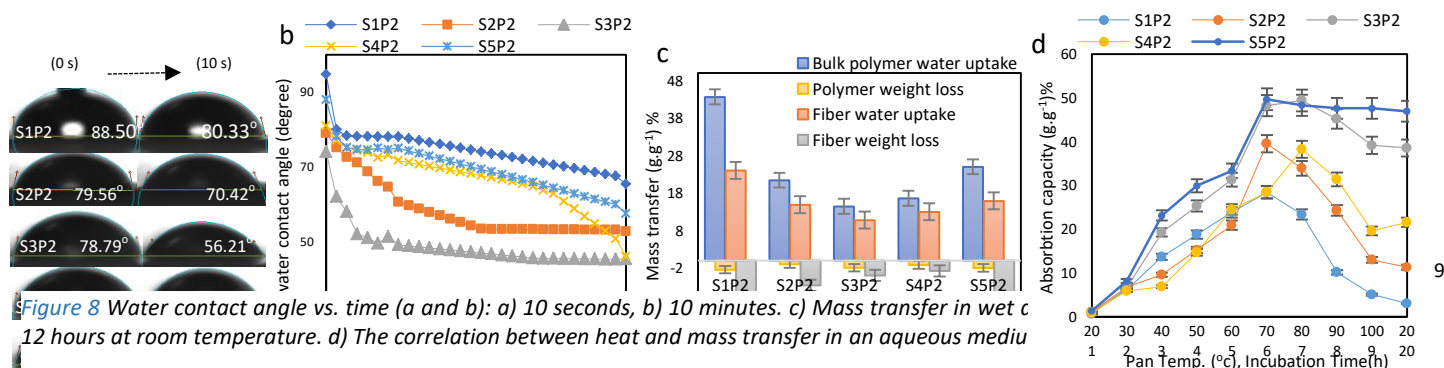 (0 s)
(10 s)
S1P2 88.50° 80.33°
S2P2 79.56° 70.42°
S3P2 78.79° 56.21°
b
S1P2 S2P2 S3P2
S4P2 S5P2
water contact angle (degree)
90
70
50
c
Bulk polymer water uptake
Polymer weight loss
Fiber water uptake
Fiber weight loss
Mass transfer (g.g-1) %
48
38
28
18
8
-2
S1P2 S2P2 S3P2 S4P2 S5P2
d
S1P2 S2P2 S3P2
S4P2 S5P2
Absorbtion capacity (g.g-1)%
60
50
40
30
20
10
0
20 30 40 50 60 70 80 90 100 20
1 2 3 4 5 6 7 8 9 1
Pan Temp. (°c), Incubation Time(h)
9
Figure 8 Water contact angle vs. time (a and b): a) 10 seconds, b) 10 minutes. c) Mass transfer in wet
12 hours at room temperature. d) The correlation between heat and mass transfer in an aqueous